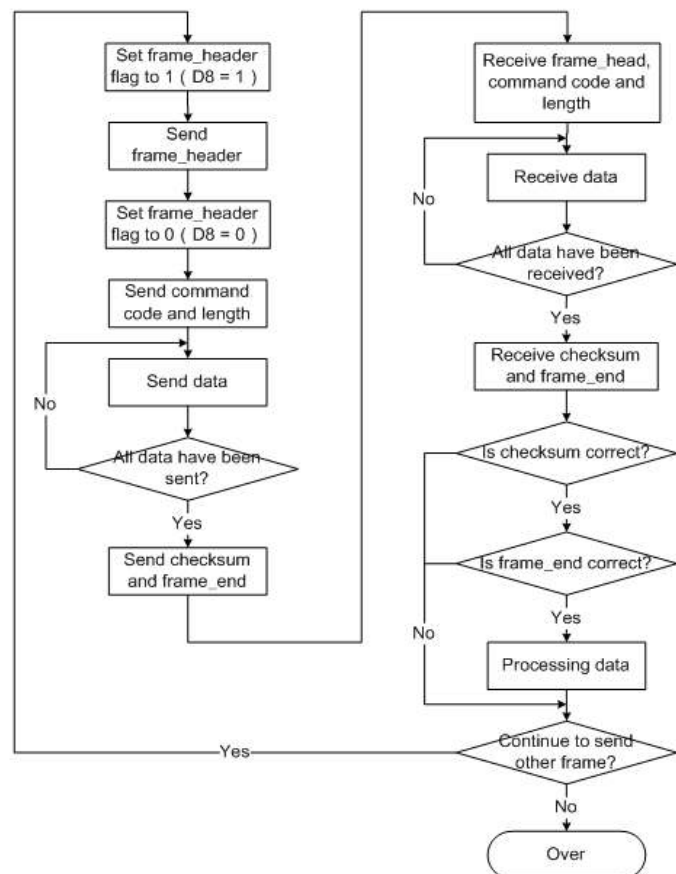 Set frame_header
flag to 1 ( D8 = 1 )
Send
frame_header
Set frame_header
flag to 0 ( D8 = 0 )
Send command
code and length
Send data
No
All data have been
sent?
Yes
Send checksum
and frame_end
Receive frame_head,
command code and
length
Receive data
No
All data have been
received?
Yes
Receive checksum
and frame_end
Is checksum correct?
Yes
Is frame_end correct?
Yes
No
Processing data
Continue to send
other frame?
Yes
No
Over